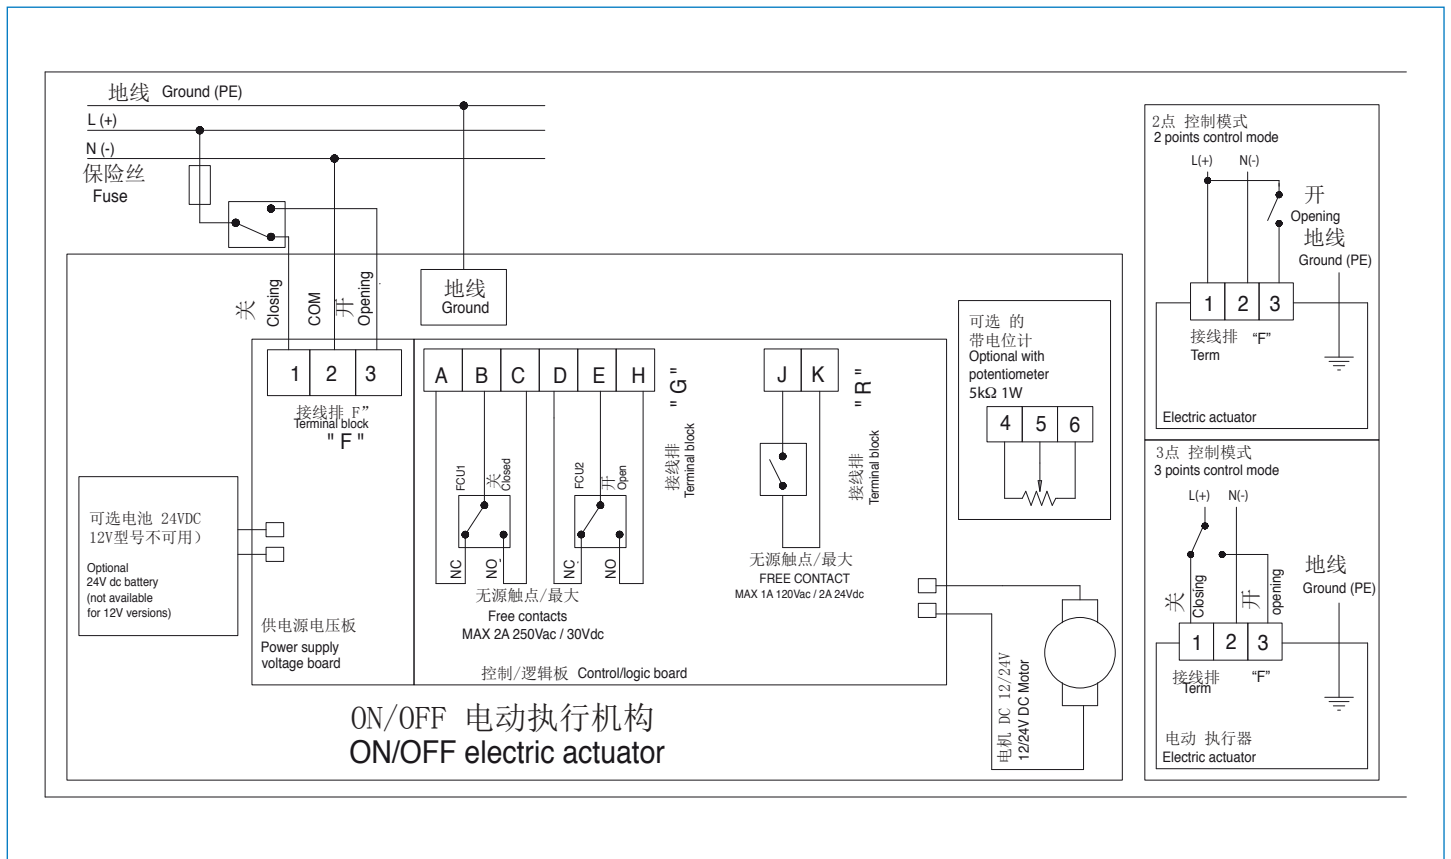 地线 Ground (PE)
L (+)
N (-)
保险丝
Fuse
关
Closing
COM
开
Opening
地线
Ground
1 2 3
接线排 F”
Terminal block
" F "
A B C D E H
" G "
接线排
Terminal block
FCU1
关
Closed
FCU2
开
Open
NC
NO
NC
NO
无源触点/最大
Free contacts
MAX 2A 250Vac / 30Vdc
J K
" R "
接线排
Terminal block
无源触点/最大
FREE CONTACT
MAX 1A 120Vac / 2A 24Vdc
可选 的
带电位计
Optional with
potentiometer
5kΩ 1W
4 5 6
可选电池 24VDC
12V型号不可用）
Optional
24V dc battery
(not available
for 12V versions)
供电源电压板
Power supply
voltage board
控制/逻辑板 Control/logic board
电机 DC 12/24V
12/24V DC Motor
ON/OFF 电动执行机构
ON/OFF electric actuator
2点 控制模式
2 points control mode
L(+) N(-)
开
Opening
地线
Ground (PE)
1 2 3
接线排 “F”
Term
Electric actuator
3点 控制模式
3 points control mode
L(+) N(-)
地线
Ground (PE)
关
Closing
开
opening
1 2 3
接线排 “F”
Term
电动 执行器
Electric actuator